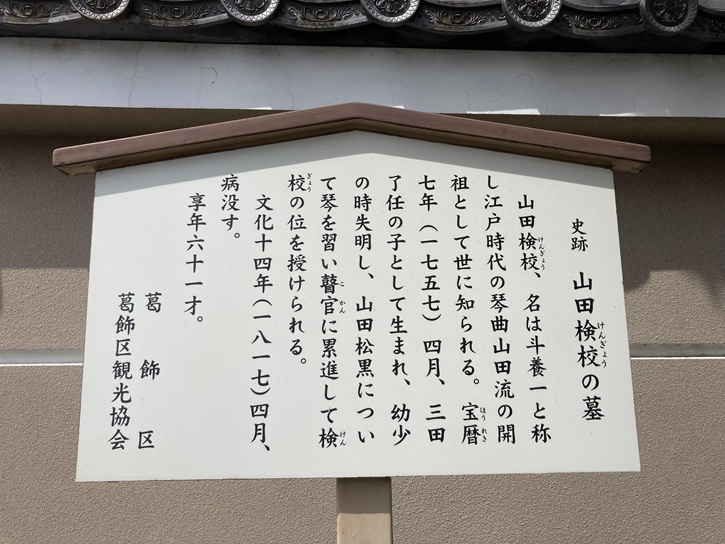 史跡 山田検校の墓
山田検校、名は斗養一と称
し江戸時代の琴曲山田流の開
祖として世に知られる。宝暦
七年(一七五七)四月、三田
了任の子として生まれ、幼少
の時失明し、山田松黒につい
て琴を習い瞽官に累進して検
校の位を授けられる。
文化十四年(一八一七)四月、
病没す。
享年六十一才。
葛飾区
葛飾区観光協会